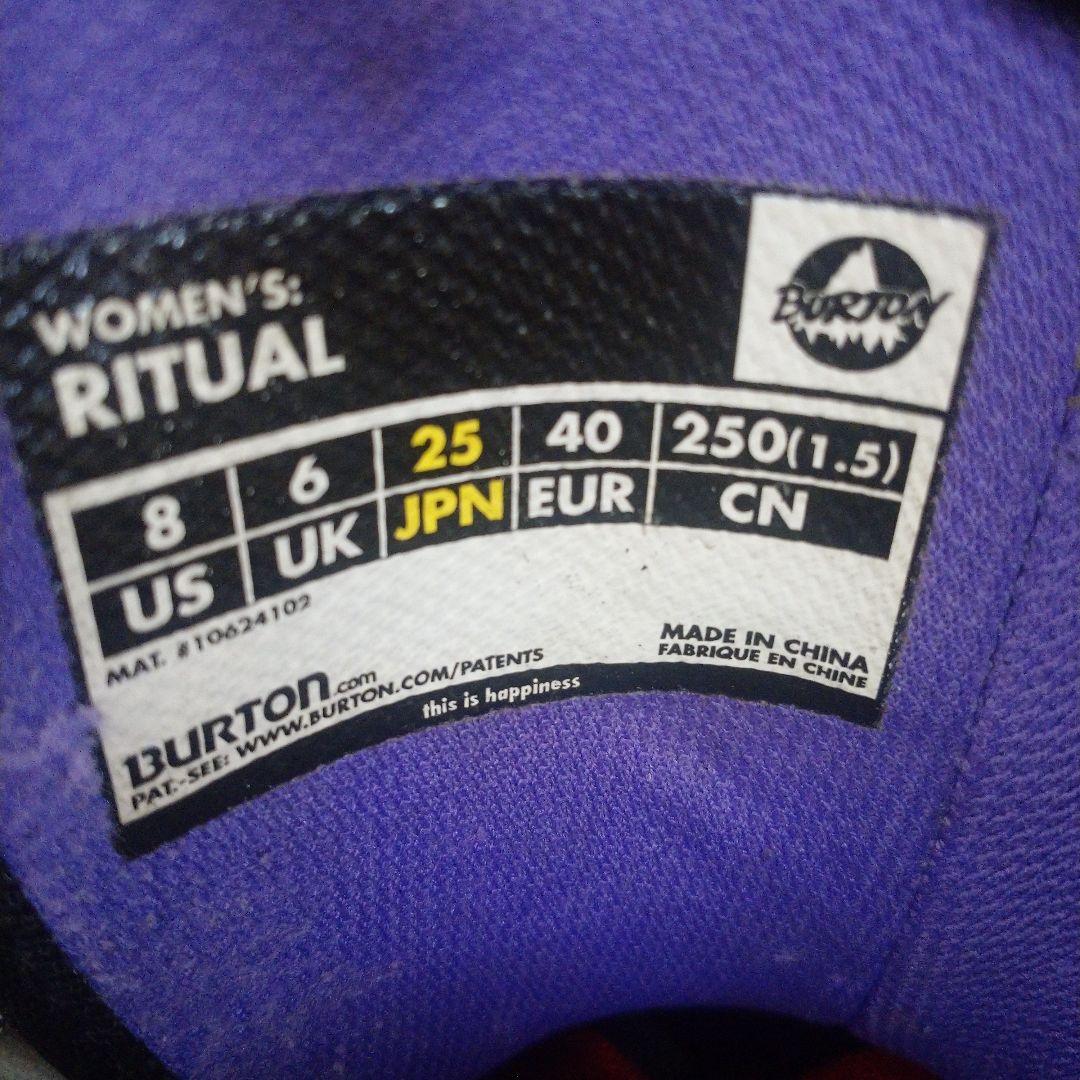 WOMEN'S:
RITUAL
BURTON
8 6 25 40 250(1.5)
US UK JPN EUR CN
MAT. #10624102
BURTON.com
PAT.-SEE: WWW.BURTON.COM/PATENTS
this is happiness
MADE IN CHINA
FABRIQUE EN CHINE